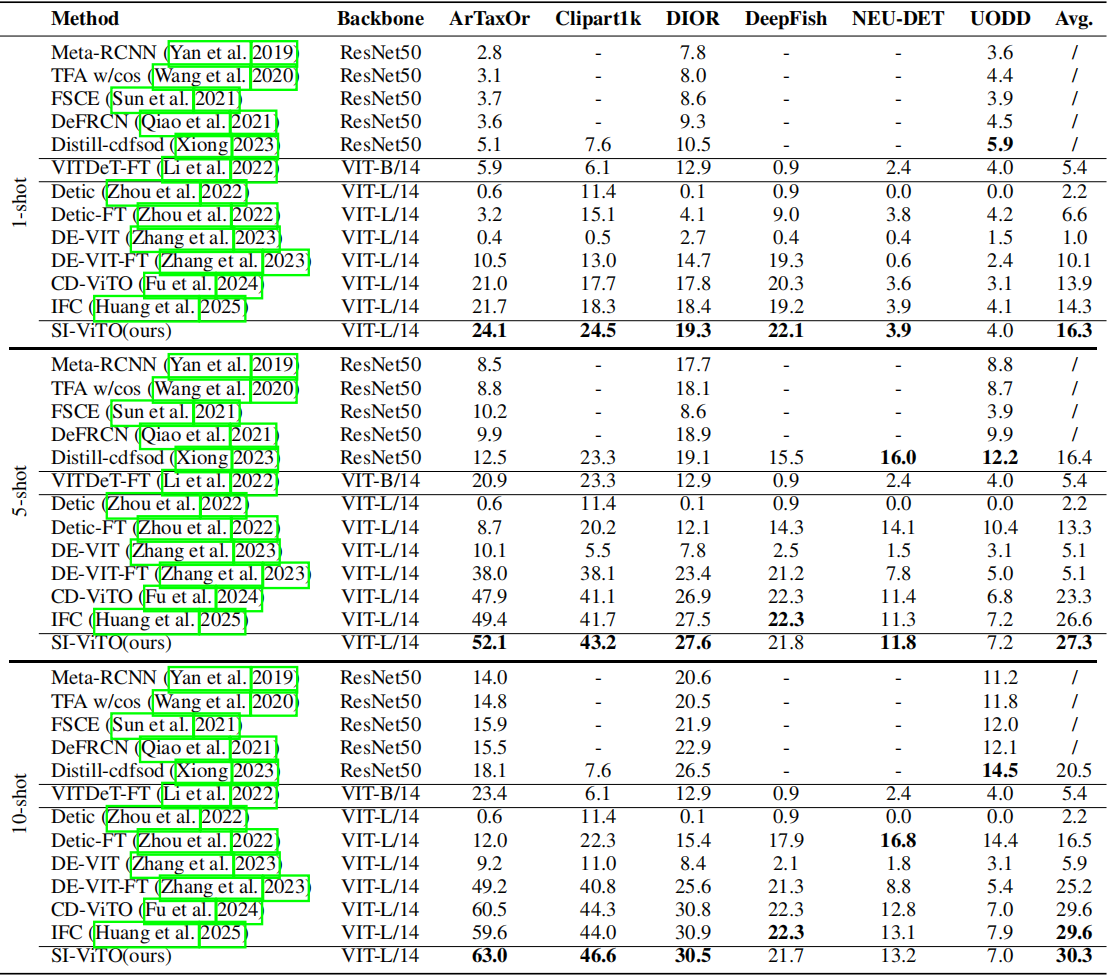 Method Backbone ArTaxOr Clipart1k DIOR DeepFish NEU-DET UODD Avg.
1-shot
Meta-RCNN (Yan et al. 2019) ResNet50 2.8 - 7.8 - - 3.6 /
TFA w/cos (Wang et al. 2020) ResNet50 3.1 - 8.0 - - 4.4 /
FSCE (Sun et al. 2021) ResNet50 3.7 - 8.6 - - 3.9 /
DeFRCN (Qiao et al. 2021) ResNet50 3.6 - 9.3 - - 4.5 /
Distill-cdfsod (Xiong 2023) ResNet50 5.1 7.6 10.5 - - 5.9 /
VITDeT-FT (Li et al. 2022) VIT-B/14 5.9 6.1 12.9 0.9 2.4 4.0 5.4
Detic (Zhou et al. 2022) VIT-L/14 0.6 11.4 0.1 0.9 0.0 0.0 2.2
Detic-FT (Zhou et al. 2022) VIT-L/14 3.2 15.1 4.1 9.0 3.8 4.2 6.6
DE-VIT (Zhang et al. 2023) VIT-L/14 0.4 0.5 2.7 0.4 0.4 1.5 1.0
DE-VIT-FT (Zhang et al. 2023) VIT-L/14 10.5 13.0 14.7 19.3 0.6 2.4 10.1
CD-ViTO (Fu et al. 2024) VIT-L/14 21.0 17.7 17.8 20.3 3.6 3.1 13.9
IFC (Huang et al. 2025) VIT-L/14 21.7 18.3 18.4 19.2 3.9 4.1 14.3
SI-ViTO(ours) VIT-L/14 24.1 24.5 19.3 22.1 3.9 4.0 16.3
5-shot
Meta-RCNN (Yan et al. 2019) ResNet50 8.5 - 17.7 - - 8.8 /
TFA w/cos (Wang et al. 2020) ResNet50 8.8 - 18.1 - - 8.7 /
FSCE (Sun et al. 2021) ResNet50 10.2 - 8.6 - - 3.9 /
DeFRCN (Qiao et al. 2021) ResNet50 9.9 - 18.9 - - 9.9 /
Distill-cdfsod (Xiong 2023) ResNet50 12.5 23.3 19.1 15.5 16.0 12.2 16.4
VITDeT-FT (Li et al. 2022) VIT-B/14 20.9 23.3 12.9 0.9 2.4 4.0 5.4
Detic (Zhou et al. 2022) VIT-L/14 0.6 11.4 0.1 0.9 0.0 0.0 2.2
Detic-FT (Zhou et al. 2022) VIT-L/14 8.7 20.2 12.1 14.3 14.1 10.4 13.3
DE-VIT (Zhang et al. 2023) VIT-L/14 10.1 5.5 7.8 2.5 1.5 3.1 5.1
DE-VIT-FT (Zhang et al. 2023) VIT-L/14 38.0 38.1 23.4 21.2 7.8 5.0 5.1
CD-ViTO (Fu et al. 2024) VIT-L/14 47.9 41.1 26.9 22.3 11.4 6.8 23.3
IFC (Huang et al. 2025) VIT-L/14 49.4 41.7 27.5 22.3 11.3 7.2 26.6
SI-ViTO(ours) VIT-L/14 52.1 43.2 27.6 21.8 11.8 7.2 27.3
10-shot
Meta-RCNN (Yan et al. 2019) ResNet50 14.0 - 20.6 - - 11.2 /
TFA w/cos (Wang et al. 2020) ResNet50 14.8 - 20.5 - - 11.8 /
FSCE (Sun et al. 2021) ResNet50 15.9 - 21.9 - - 12.0 /
DeFRCN (Qiao et al. 2021) ResNet50 15.5 - 22.9 - - 12.1 /
Distill-cdfsod (Xiong 2023) ResNet50 18.1 7.6 26.5 - - 14.5 20.5
VITDeT-FT (Li et al. 2022) VIT-B/14 23.4 6.1 12.9 0.9 2.4 4.0 5.4
Detic (Zhou et al. 2022) VIT-L/14 0.6 11.4 0.1 0.9 0.0 0.0 2.2
Detic-FT (Zhou et al. 2022) VIT-L/14 12.0 22.3 15.4 17.9 16.8 14.4 16.5
DE-VIT (Zhang et al. 2023) VIT-L/14 9.2 11.0 8.4 2.1 1.8 3.1 5.9
DE-VIT-FT (Zhang et al. 2023) VIT-L/14 49.2 40.8 25.6 21.3 8.8 5.4 25.2
CD-ViTO (Fu et al. 2024) VIT-L/14 60.5 44.3 30.8 22.3 12.8 7.0 29.6
IFC (Huang et al. 2025) VIT-L/14 59.6 44.0 30.9 22.3 13.1 7.9 29.6
SI-ViTO(ours) VIT-L/14 63.0 46.6 30.5 21.7 13.2 7.0 30.3